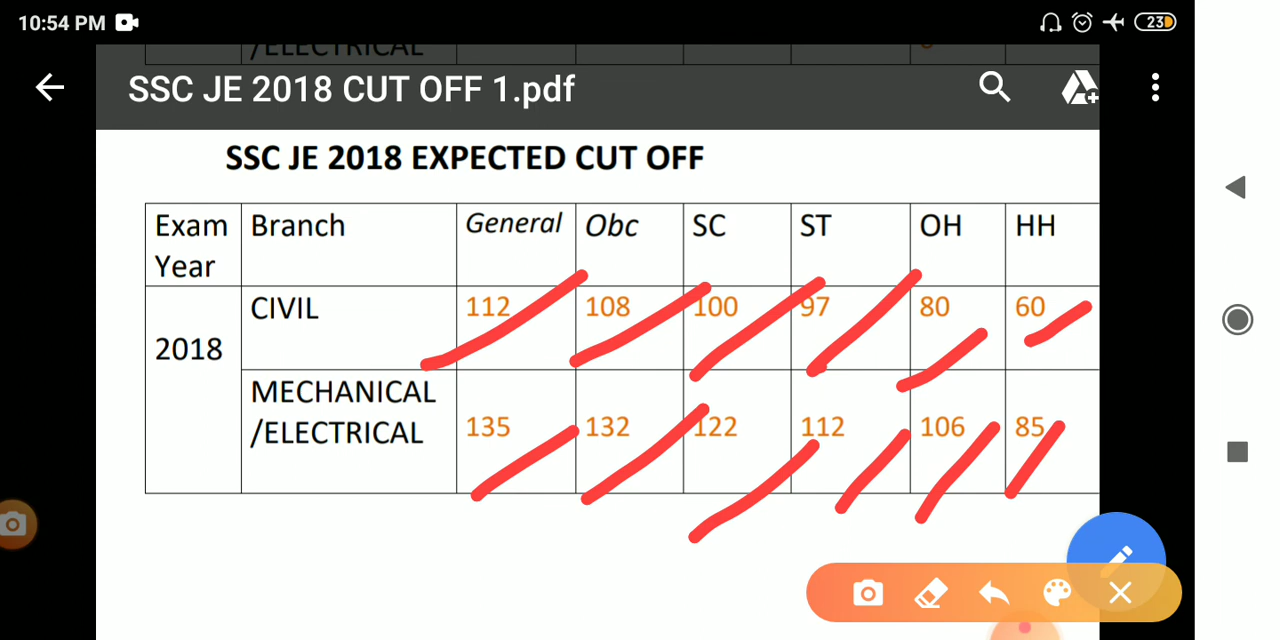 10:54 PM 23
/ELECTRICAL
SSC JE 2018 CUT OFF 1.pdf
SSC JE 2018 EXPECTED CUT OFF
Exam Year Branch General Obc SC ST OH HH
2018 CIVIL 112 108 100 97 80 60
MECHANICAL /ELECTRICAL 135 132 122 112 106 85